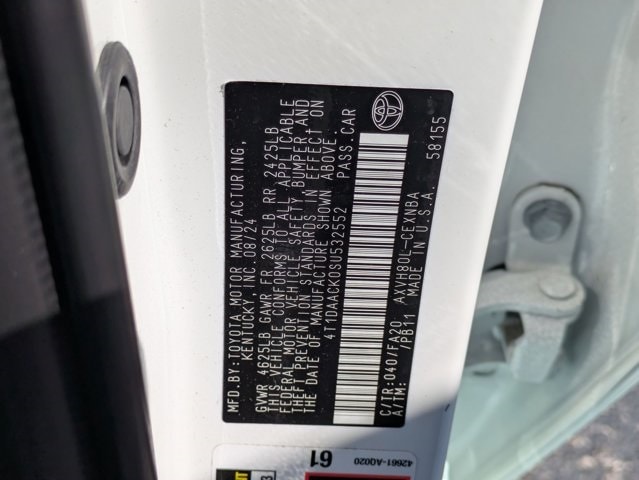 MFD.BY:TOYOTA MOTOR MANUFACTURING,
KENTUCKY, INC. 08/24
GVWR 4625LB GAWR FR 2625LB RR 2425LB
THIS VEHICLE CONFORMS TO ALL APPLICABLE
FEDERAL MOTOR VEHICLE SAFETY, BUMPER, AND
THEFT PREVENTION STANDARDS IN EFFECT ON
THE DATE OF MANUFACTURE SHOWN ABOVE.
4T1DAACK0SU532552 PASS.CAR
C/TR:040/FA20 AXVH80L-CEXNBA
A/TM: /PB11 MADE IN U.S.A. 58155
42661-AQ020
61